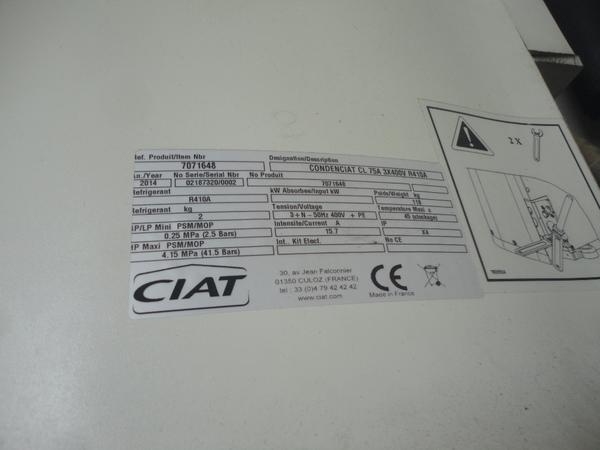 Ref. Produit/Item Nbr Designation/Description
7071648 CONDENCIAT CL 75A 3X400V R410A
An./Year No Serie/Serial Nbr No Produit
2014 02187320/0002 7071648
Refrigerant kW Absorbee/Input kW Poids/Weight kg
R410A 118
Refrigerant kg Tension/Voltage Temperature Maxi c
2 3+N - 50Hz 400V + PE 45 (stockage)
BP/LP Mini PSM/MOP Intensite/Current A IP
0.25 MPa (2.5 Bars) 15.7 X4
HP Maxi PSM/MOP Int. Kit Elect. No CE
4.15 MPa (41.5 Bars)
CIAT
30, av Jean Falconnier
01350 CULOZ (FRANCE)
tel : 33 (0)4 79 42 42 42
www.ciat.com
CE
Made in France
2 X